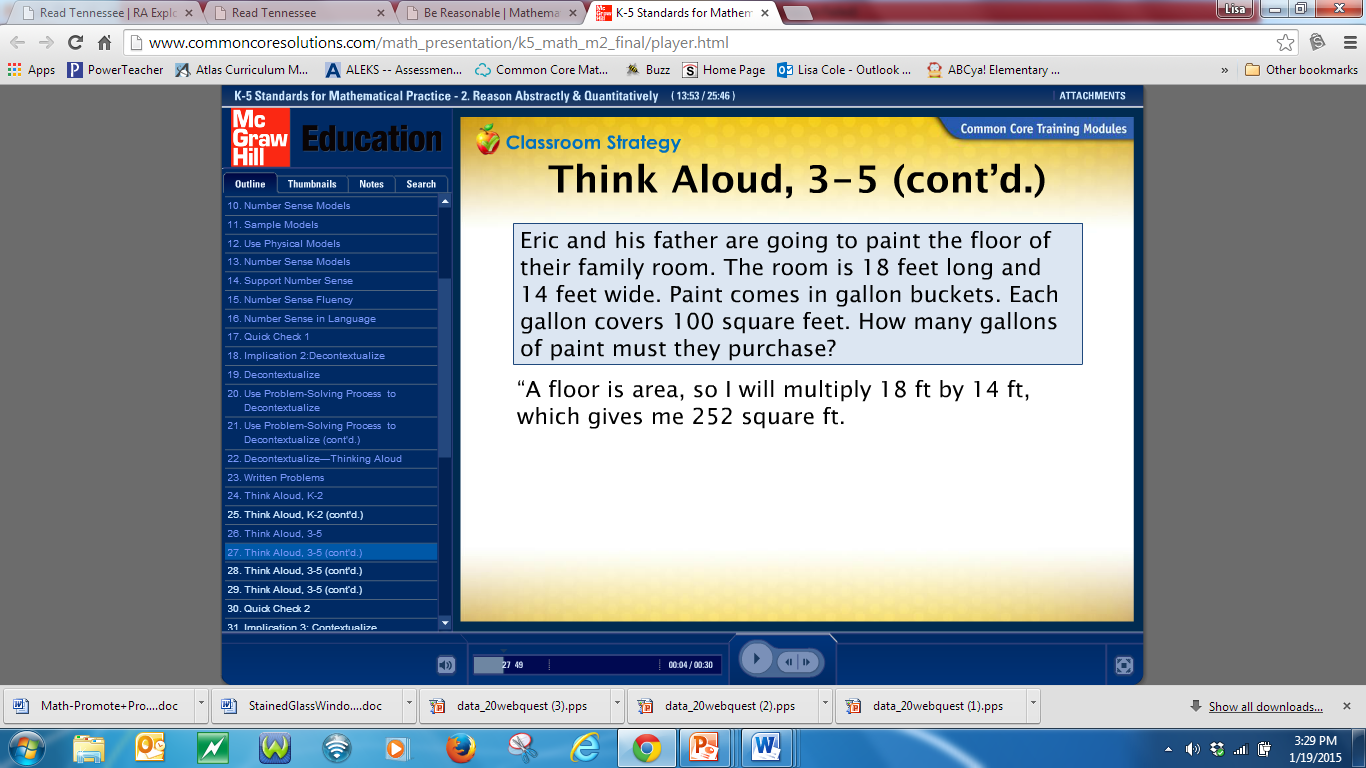 Read Tennessee | RA Explo
Read Tennessee
Be Reasonable | Mathema
K-5 Standards for Mathem
Lisa
www.commoncoresolutions.com/math_presentation/k5_math_m2_final/player.html
Apps
PowerTeacher
Atlas Curriculum M...
ALEKS -- Assessmen...
Common Core Mat...
Buzz
Home Page
Lisa Cole - Outlook ...
ABCya! Elementary ...
»
Other bookmarks
K-5 Standards for Mathematical Practice - 2. Reason Abstractly & Quantitatively ( 13:53 / 25:46 )
ATTACHMENTS
Mc
Graw
Hill
Education
Outline
Thumbnails
Notes
Search
10. Number Sense Models
11. Sample Models
12. Use Physical Models
13. Number Sense Models
14. Support Number Sense
15. Number Sense Fluency
16. Number Sense in Language
17. Quick Check 1
18. Implication 2:Decontextualize
19. Decontextualize
20. Use Problem-Solving Process to
Decontextualize
21. Use Problem-Solving Process to
Decontextualize (cont'd.)
22. Decontextualize—Thinking Aloud
23. Written Problems
24. Think Aloud, K-2
25. Think Aloud, K-2 (cont'd.)
26. Think Aloud, 3-5
27. Think Aloud, 3-5 (cont'd.)
28. Think Aloud, 3-5 (cont'd.)
29. Think Aloud, 3-5 (cont'd.)
30. Quick Check 2
31. Implication 3: Contextualize
Common Core Training Modules
Classroom Strategy
Think Aloud, 3-5 (cont’d.)
Eric and his father are going to paint the floor of
their family room. The room is 18 feet long and
14 feet wide. Paint comes in gallon buckets. Each
gallon covers 100 square feet. How many gallons
of paint must they purchase?
“A floor is area, so I will multiply 18 ft by 14 ft,
which gives me 252 square ft.
27 49
00:04 / 00:30
Math-Promote+Pro....doc
StainedGlassWindo....doc
data_20webquest (3).pps
data_20webquest (2).pps
data_20webquest (1).pps
Show all downloads...
3:29 PM
1/19/2015